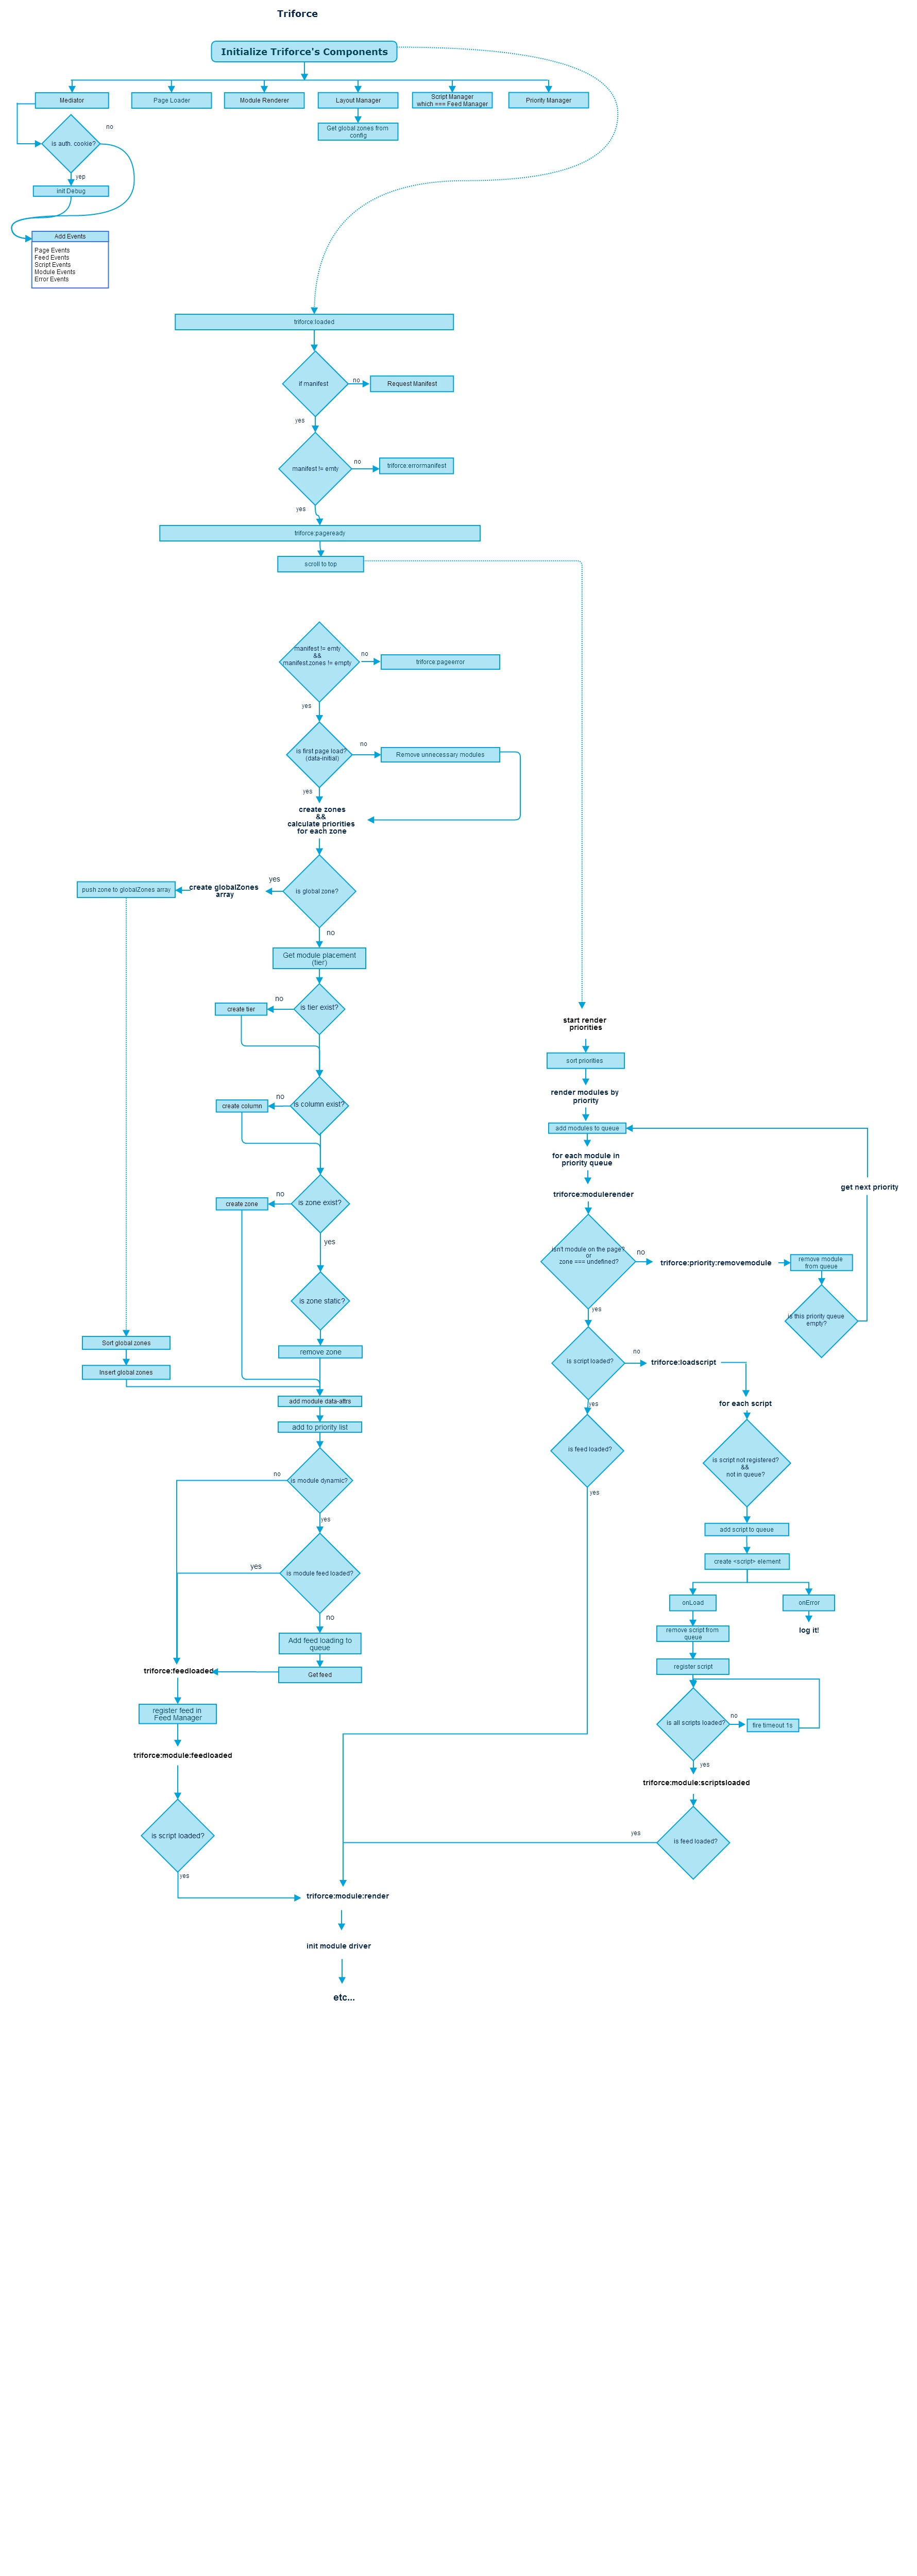 Triforce
Initialize Triforce's Components
Mediator
Page Loader
Module Renderer
Layout Manager
Script Manager
which === Feed Manager
Priority Manager
Get global zones from
config
no
is auth. cookie?
yep
init Debug
Add Events
Page Events
Feed Events
Script Events
Module Events
Error Events
triforce:loaded
if manifest
no
Request Manifest
yes
manifest != emty
no
triforce:errormanifest
yes
triforce:pageready
scroll to top
manifest != emty
&&
manifest.zones != empty
no
triforce:pageerror
yes
is first page load?
(data-initial)
no
Remove unnecessary modules
yes
create zones
&&
calculate priorities
for each zone
is global zone?
yes
create globalZones
array
push zone to globalZones array
no
Get module placement
(tier)
is tier exist?
no
create tier
is column exist?
no
create column
is zone exist?
no
create zone
yes
is zone static?
remove zone
Sort global zones
Insert global zones
add module data-attrs
add to priority list
is module dynamic?
no
yes
is module feed loaded?
yes
no
Add feed loading to
queue
Get feed
triforce:feedloaded
register feed in
Feed Manager
triforce:module:feedloaded
is script loaded?
yes
start render
priorities
sort priorities
render modules by
priority
add modules to queue
for each module in
priority queue
triforce:modulerender
isn't module on the page?
or
zone === undefined?
no
triforce:priority:removemodule
remove module
from queue
is this priority queue
empty?
get next priority
yes
is script loaded?
no
triforce:loadscript
yes
is feed loaded?
yes
for each script
is script not registered?
&&
not in queue?
add script to queue
create <script> element
onLoad
onError
log it!
remove script from
queue
register script
is all scripts loaded?
no
fire timeout 1s
yes
triforce:module:scriptsloaded
is feed loaded?
yes
triforce:module:render
init module driver
etc...